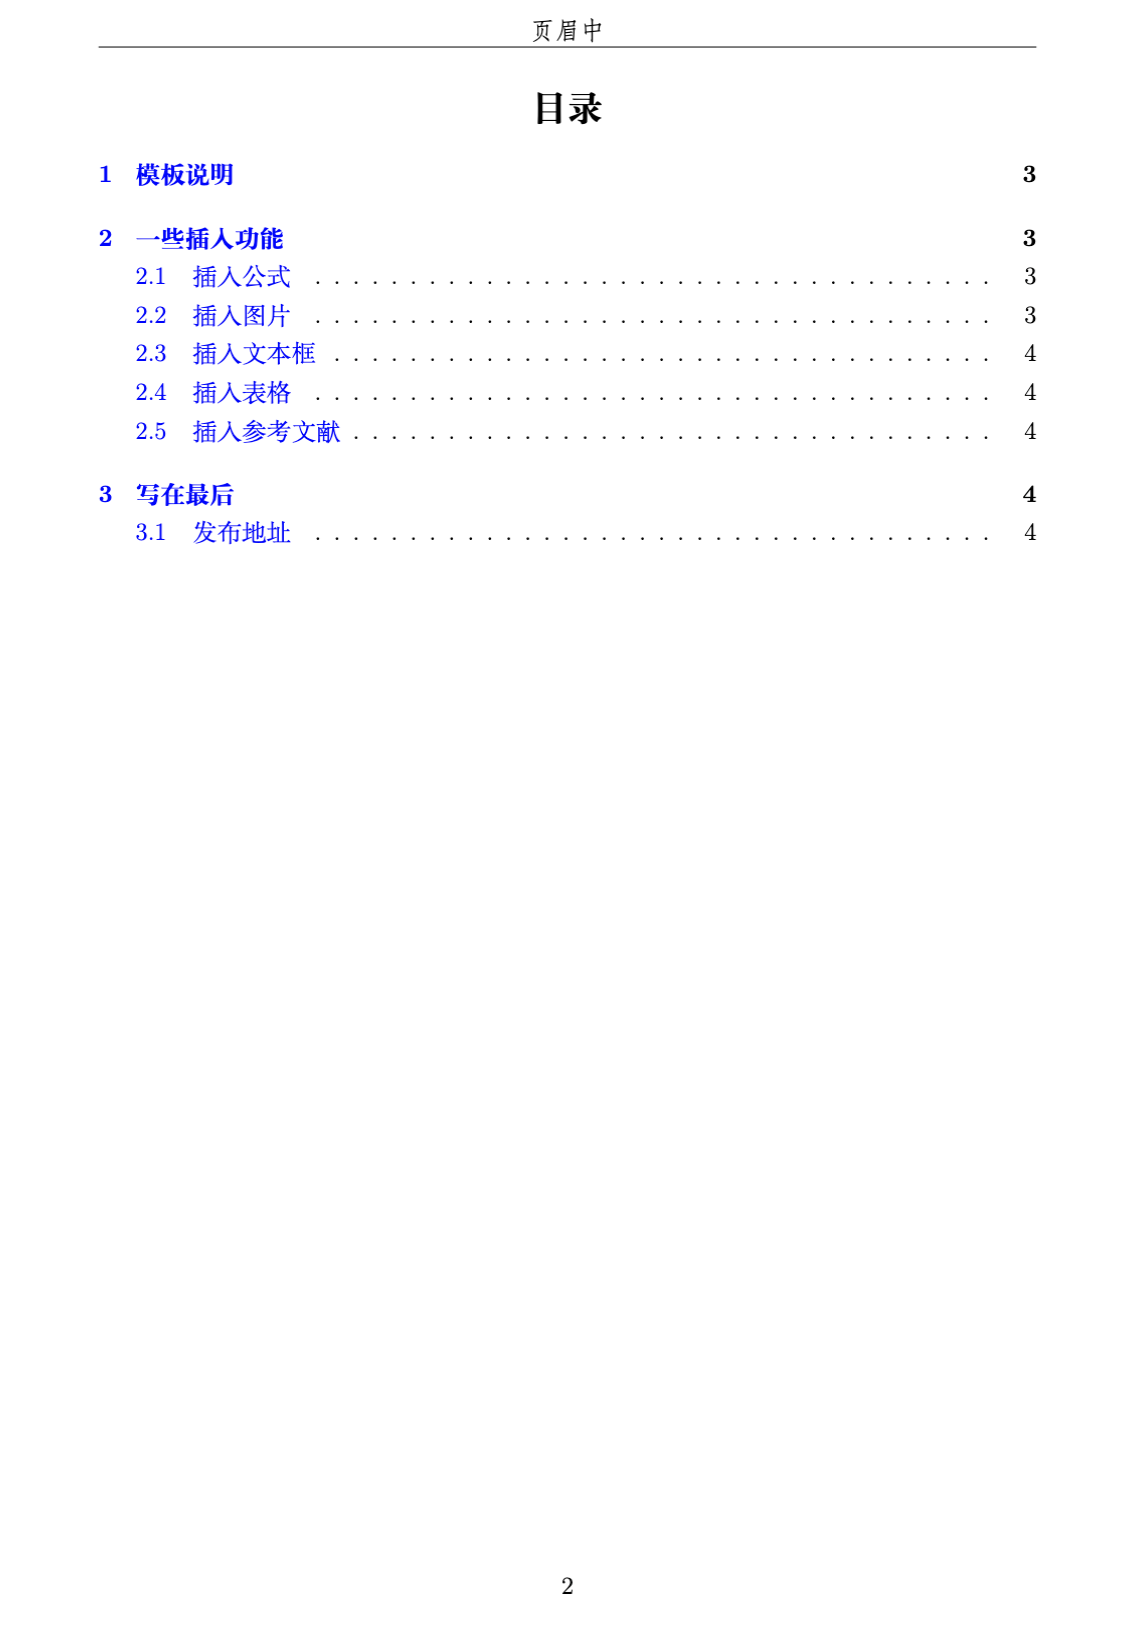 页眉中
目录
1 模板说明 3
2 一些插入功能 3
2.1 插入公式 . . . . . . . . . . . . . . . . . . . . . . . . . . . . . . . . . . . . 3
2.2 插入图片 . . . . . . . . . . . . . . . . . . . . . . . . . . . . . . . . . . . . 3
2.3 插入文本框 . . . . . . . . . . . . . . . . . . . . . . . . . . . . . . . . . . . 4
2.4 插入表格 . . . . . . . . . . . . . . . . . . . . . . . . . . . . . . . . . . . . 4
2.5 插入参考文献 . . . . . . . . . . . . . . . . . . . . . . . . . . . . . . . . . . 4
3 写在最后 4
3.1 发布地址 . . . . . . . . . . . . . . . . . . . . . . . . . . . . . . . . . . . . 4
2